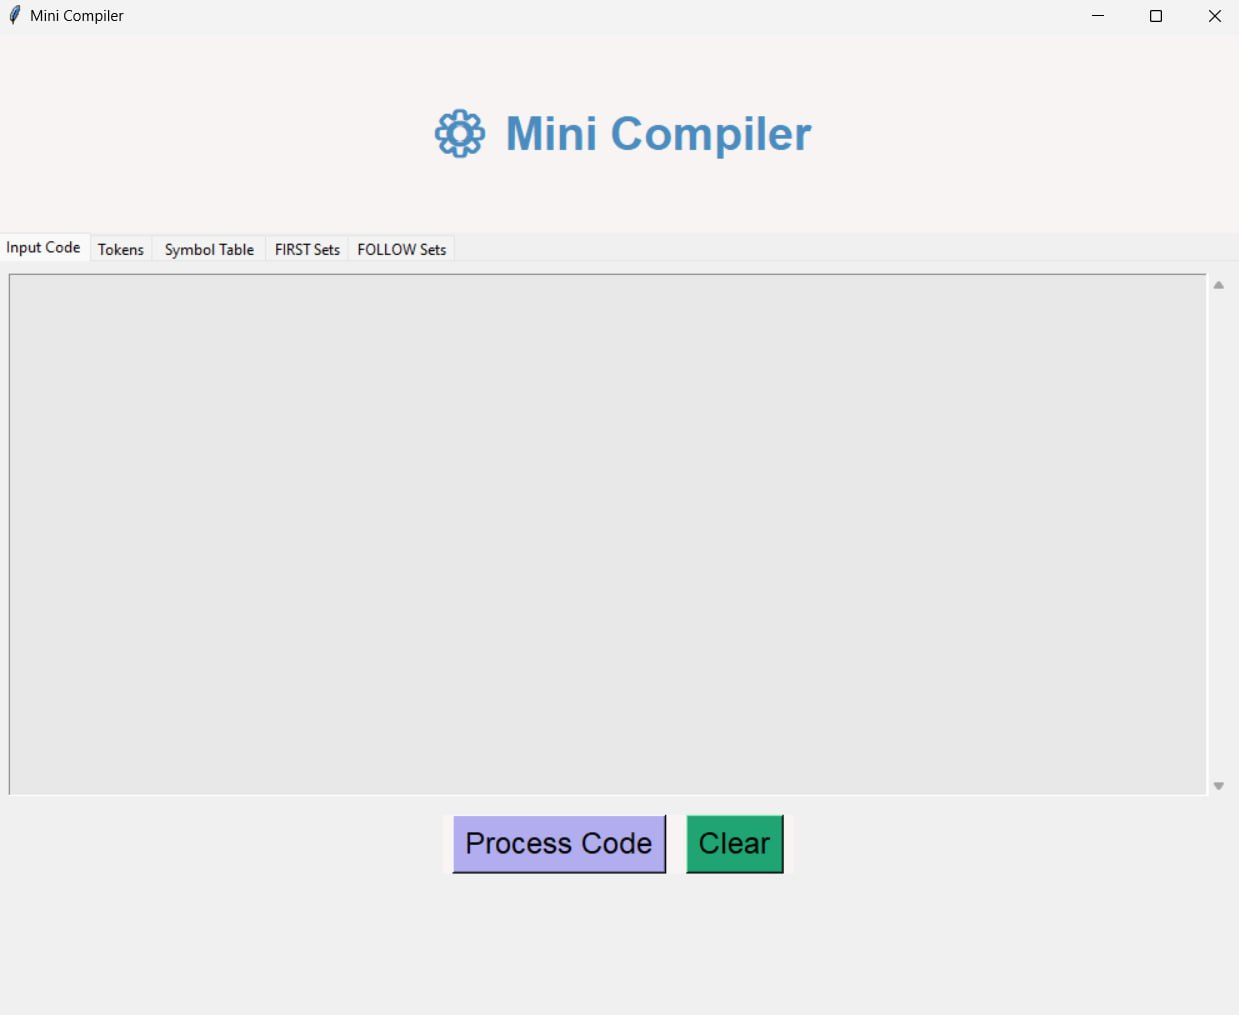 Mini Compiler
Mini Compiler
Input Code Tokens Symbol Table FIRST Sets FOLLOW Sets
Process Code Clear